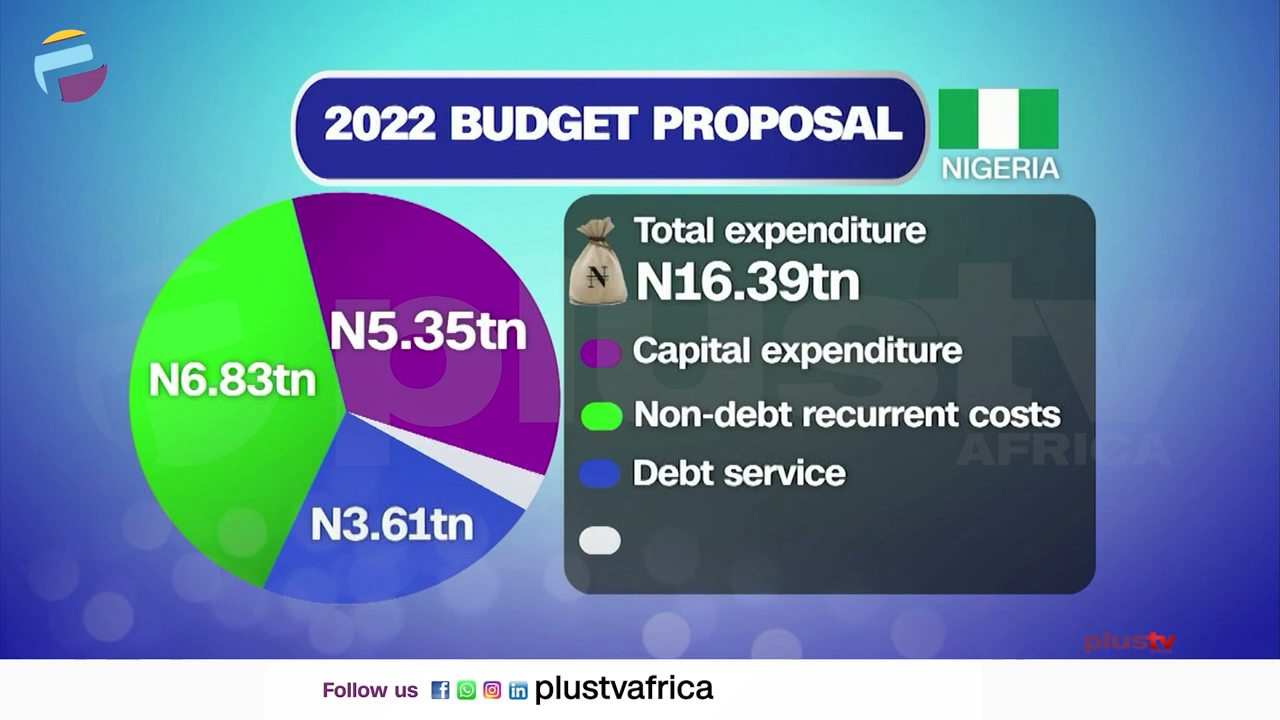 2022 BUDGET PROPOSAL
NIGERIA
N5.35tn
N6.83tn
N3.61tn
₦
Total expenditure
N16.39tn
Capital expenditure
Non-debt recurrent costs
Debt service
plustv
AFRICA
plustv
Follow us plustvafrica